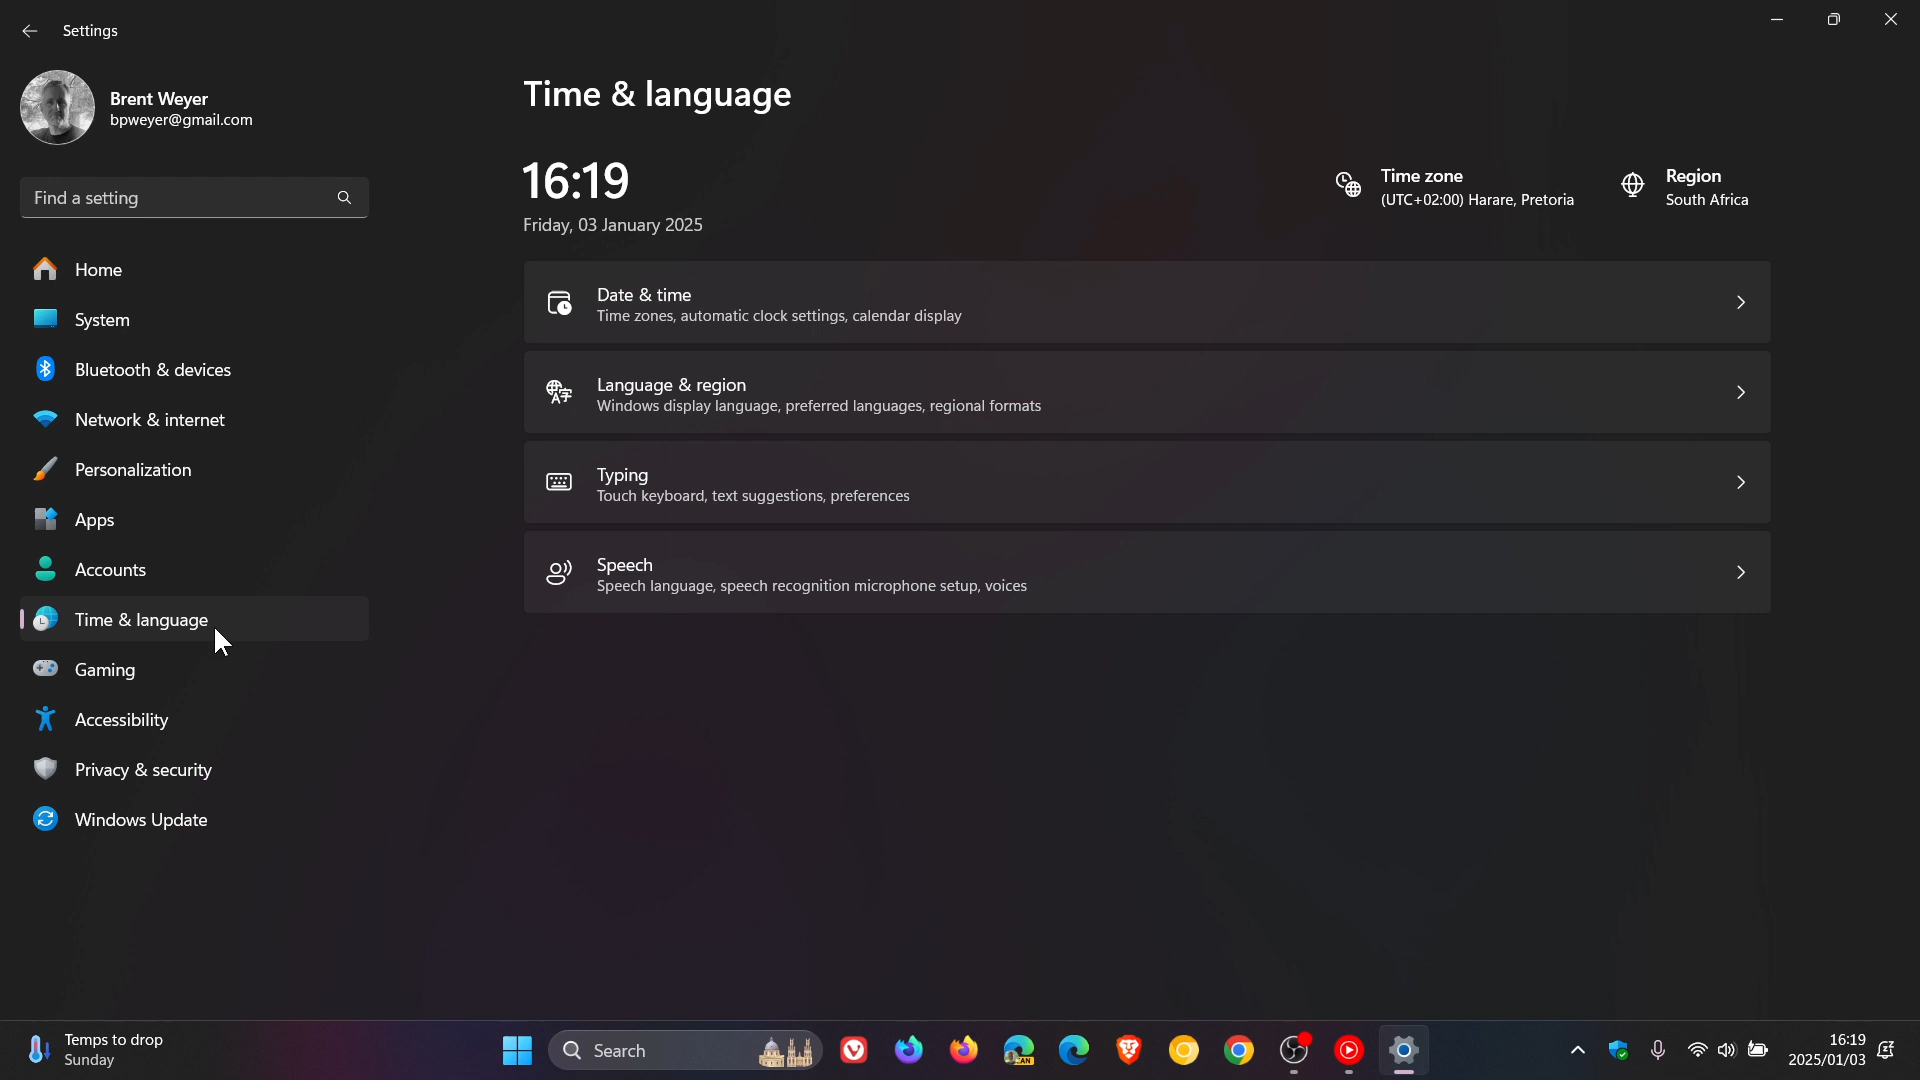 Settings
Brent Weyer
bpweyer@gmail.com
Find a setting
Home
System
Bluetooth & devices
Network & internet
Personalization
Apps
Accounts
Time & language
Gaming
Accessibility
Privacy & security
Windows Update
Time & language
16:19
Friday, 03 January 2025
Time zone
(UTC+02:00) Harare, Pretoria
Region
South Africa
Date & time
Time zones, automatic clock settings, calendar display
Language & region
Windows display language, preferred languages, regional formats
Typing
Touch keyboard, text suggestions, preferences
Speech
Speech language, speech recognition microphone setup, voices
Temps to drop
Sunday
Search
16:19
2025/01/03